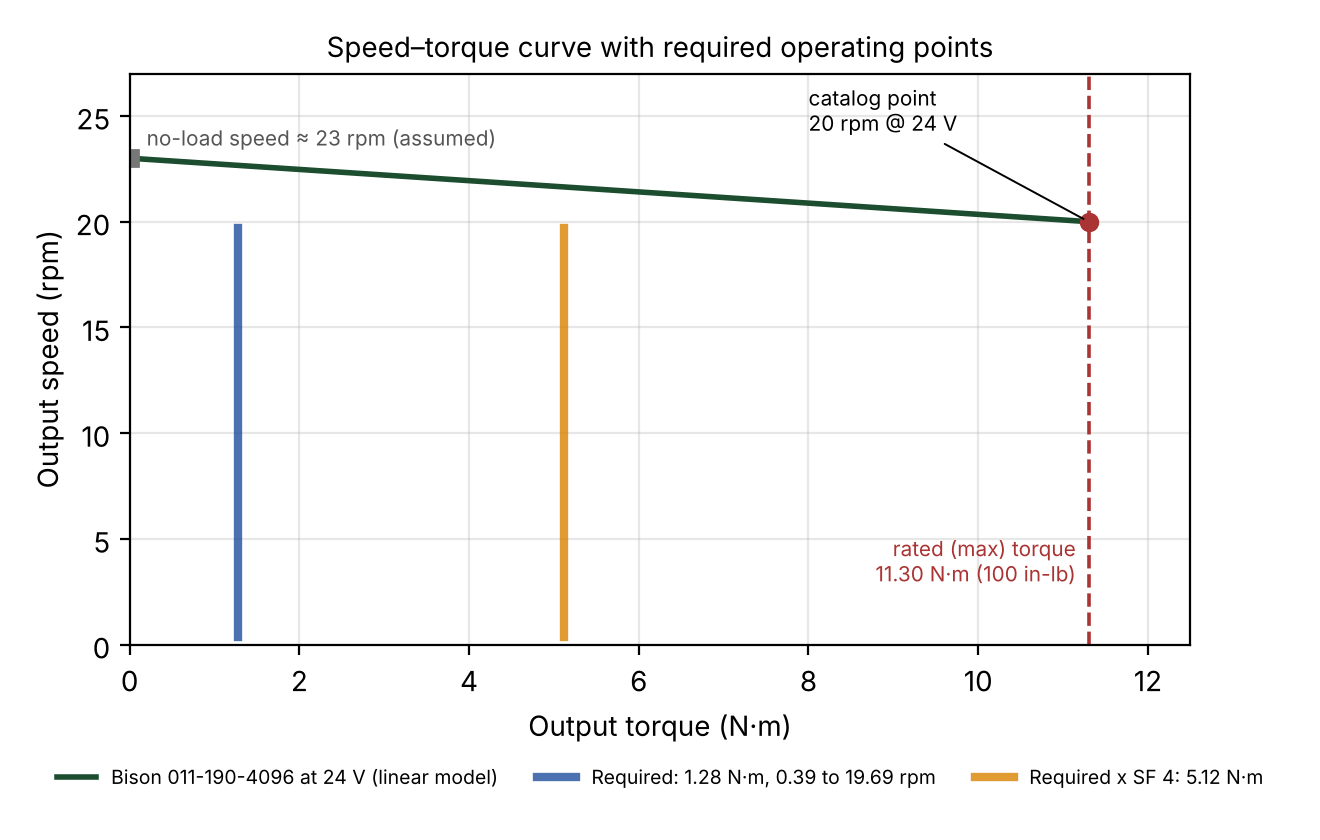 Speed–torque curve with required operating points
25
20
15
10
5
0
Output speed (rpm)
no-load speed ≈ 23 rpm (assumed)
catalog point
20 rpm @ 24 V
rated (max) torque
11.30 N·m (100 in-lb)
0 2 4 6 8 10 12
Output torque (N·m)
Bison 011-190-4096 at 24 V (linear model)
Required: 1.28 N·m, 0.39 to 19.69 rpm
Required x SF 4: 5.12 N·m